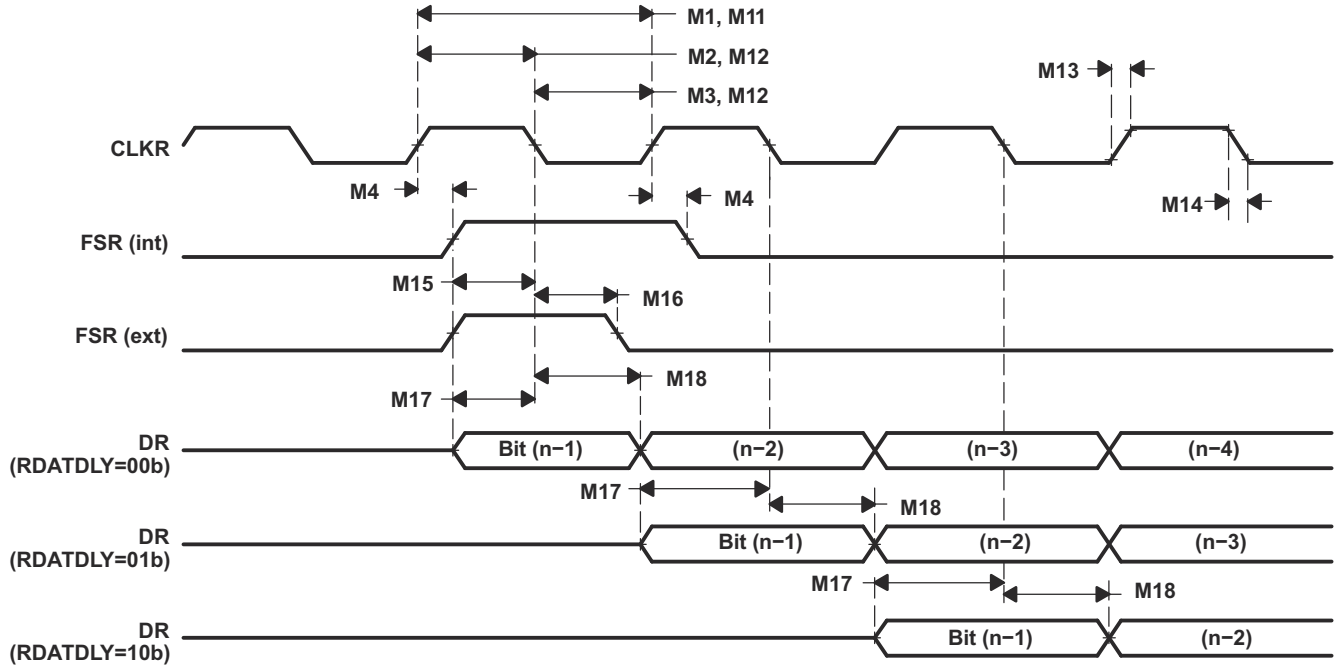 M1, M11
M2, M12
M3, M12
M13
CLKR
M4
M4
M14
FSR (int)
M15
M16
FSR (ext)
M18
M17
DR
(RDATDLY=00b)
Bit (n−1)
(n−2)
(n−3)
(n−4)
M17
M18
DR
(RDATDLY=01b)
Bit (n−1)
(n−2)
(n−3)
M17
M18
DR
(RDATDLY=10b)
Bit (n−1)
(n−2)